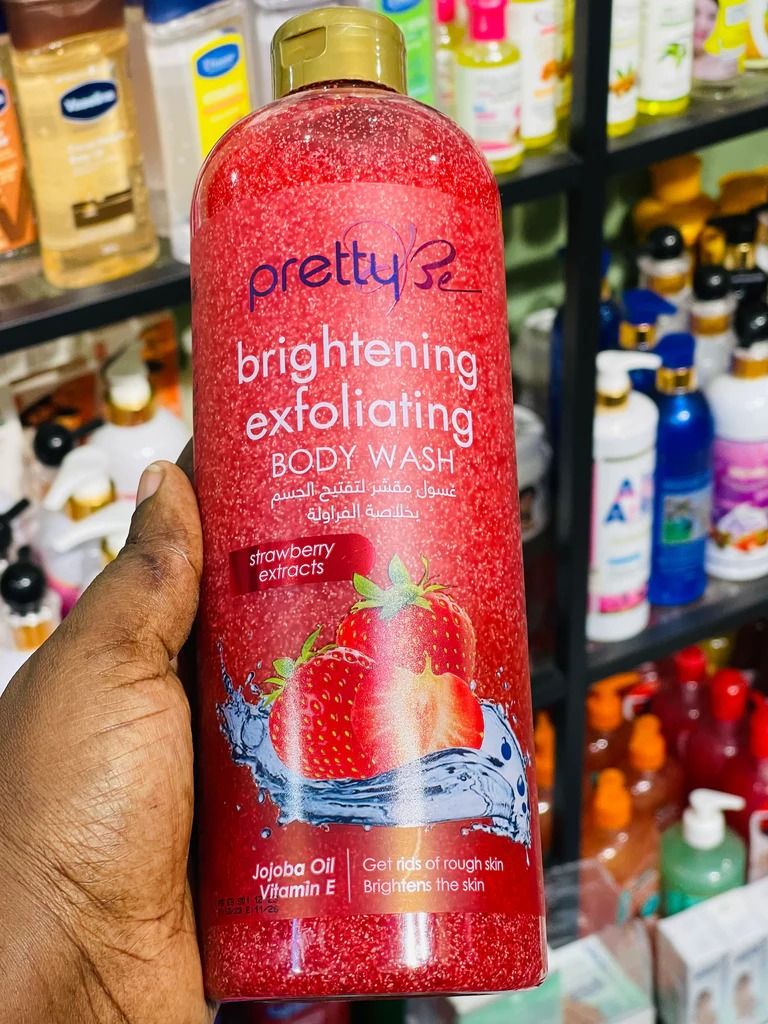 prettyBe
brightening
exfoliating
BODY WASH
غسول مقشر لتفتيح الجسم
بخلاصة الفراولة
strawberry
extracts
Jojoba Oil
Vitamin E
Get rids of rough skin
Brightens the skin
Vaseline